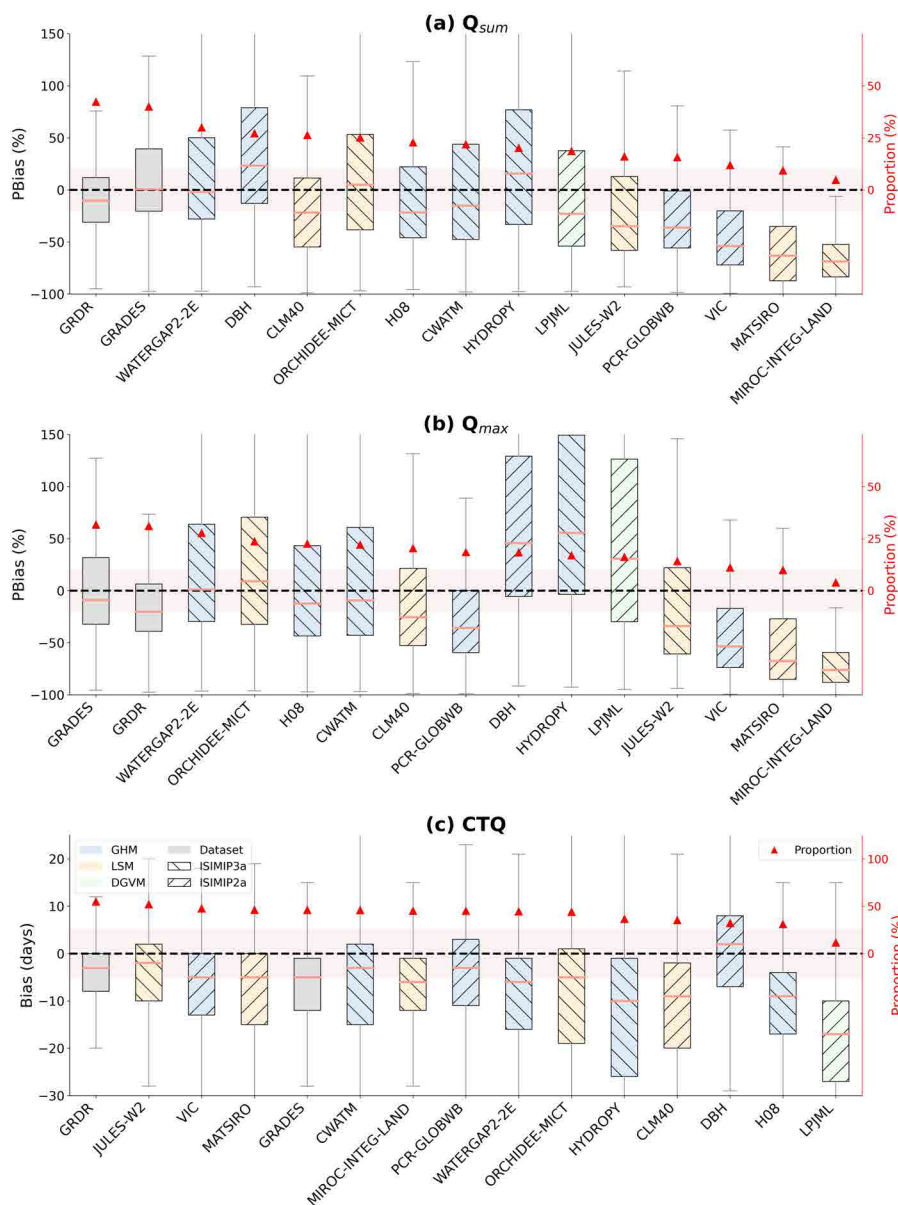 (a) Q_sum
PBias (%)
150
100
50
0
−50
−100
50
25
0
Proportion (%)
GRDR
GRADES
WATERGAP2-2E
DBH
CLM40
ORCHIDEE-MICT
H08
CWATM
HYDROPY
LPJML
JULES-W2
PCR-GLOBWB
VIC
MATSIRO
MIROC-INTEG-LAND
(b) Q_max
PBias (%)
150
100
50
0
−50
−100
50
25
0
Proportion (%)
GRADES
GRDR
WATERGAP2-2E
ORCHIDEE-MICT
H08
CWATM
CLM40
PCR-GLOBWB
DBH
HYDROPY
LPJML
JULES-W2
VIC
MATSIRO
MIROC-INTEG-LAND
(c) CTQ
Bias (days)
20
10
0
−10
−20
−30
GHM
LSM
DGVM
Dataset
ISIMIP3a
ISIMIP2a
Proportion
100
50
0
Proportion (%)
GRDR
JULES-W2
VIC
MATSIRO
GRADES
CWATM
MIROC-INTEG-LAND
PCR-GLOBWB
WATERGAP2-2E
ORCHIDEE-MICT
HYDROPY
CLM40
DBH
H08
LPJML